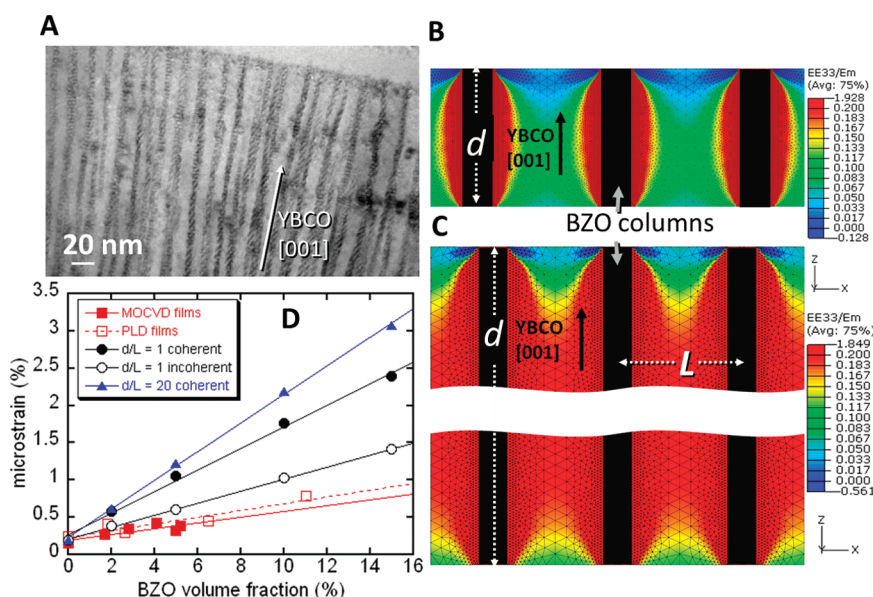 A
YBCO
[001]
20 nm
B
d
YBCO
[001]
EE33/Em
(Avg: 75%)
1.928
0.200
0.183
0.167
0.150
0.133
0.117
0.100
0.083
0.067
0.050
0.033
0.017
0.000
-0.128
BZO columns
C
d
YBCO
[001]
L
Z
X
Y
EE33/Em
(Avg: 75%)
1.849
0.200
0.183
0.167
0.150
0.133
0.117
0.100
0.083
0.067
0.050
0.033
0.017
0.000
-0.561
Z
X
D
MOCVD films
PLD films
d/L = 1 coherent
d/L = 1 incoherent
d/L = 20 coherent
microstrain (%)
3.5
3
2.5
2
1.5
1
0.5
0
0 2 4 6 8 10 12 14 16
BZO volume fraction (%)